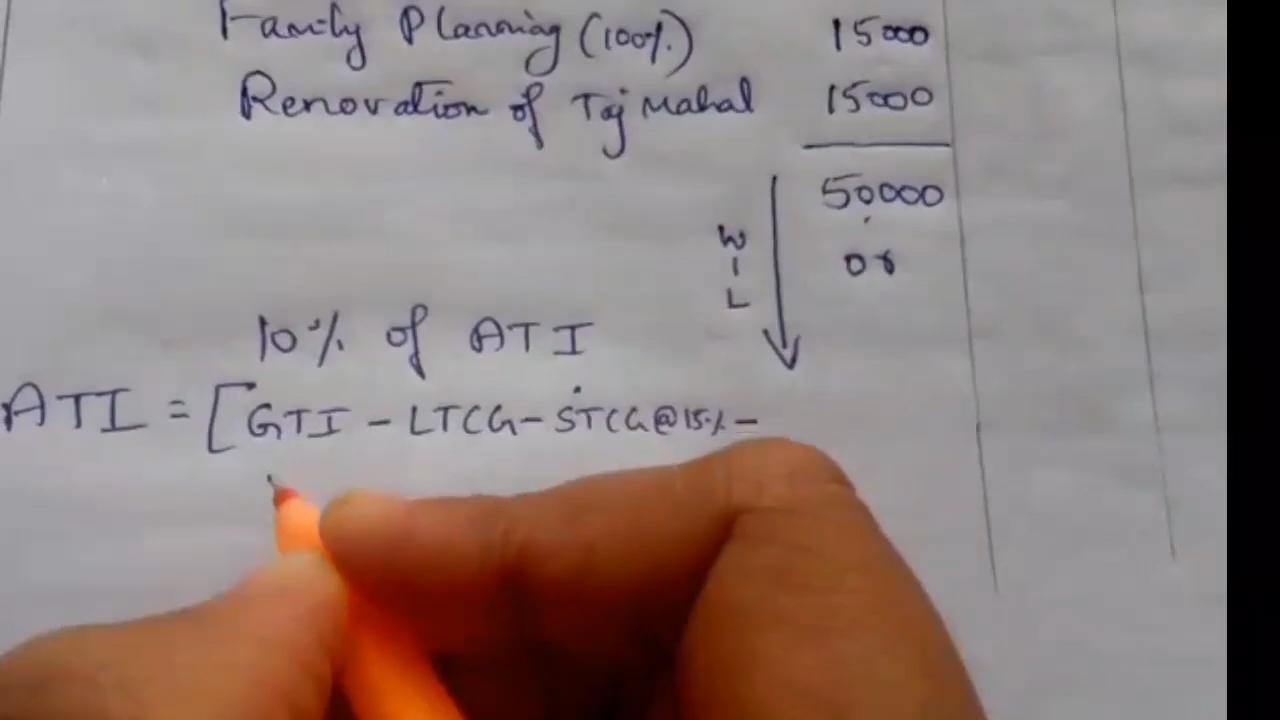 Family Planning (100%) 15000
Renovation of Taj Mahal 15000
50000
W
I
L
or
10% of ATI
ATI = [GTI - LTCG - STCG@15% -